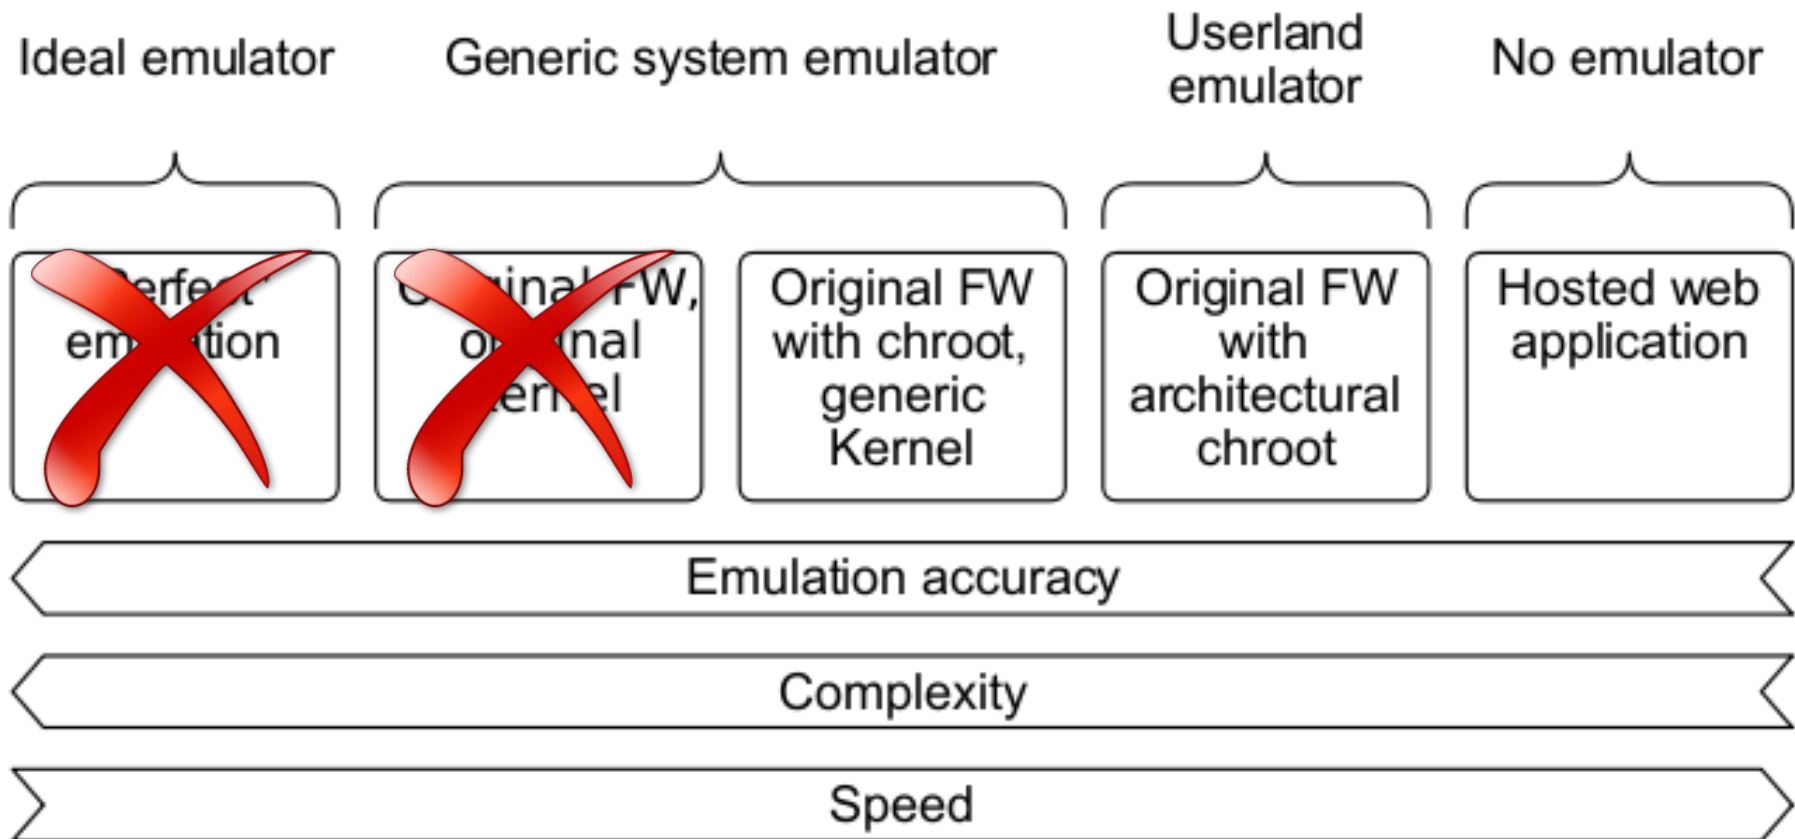 Ideal emulator
Generic system emulator
Userland
emulator
No emulator
Original FW
with chroot,
generic
Kernel
Original FW
with
architectural
chroot
Hosted web
application
FW,
Emulation accuracy
Complexity
Speed